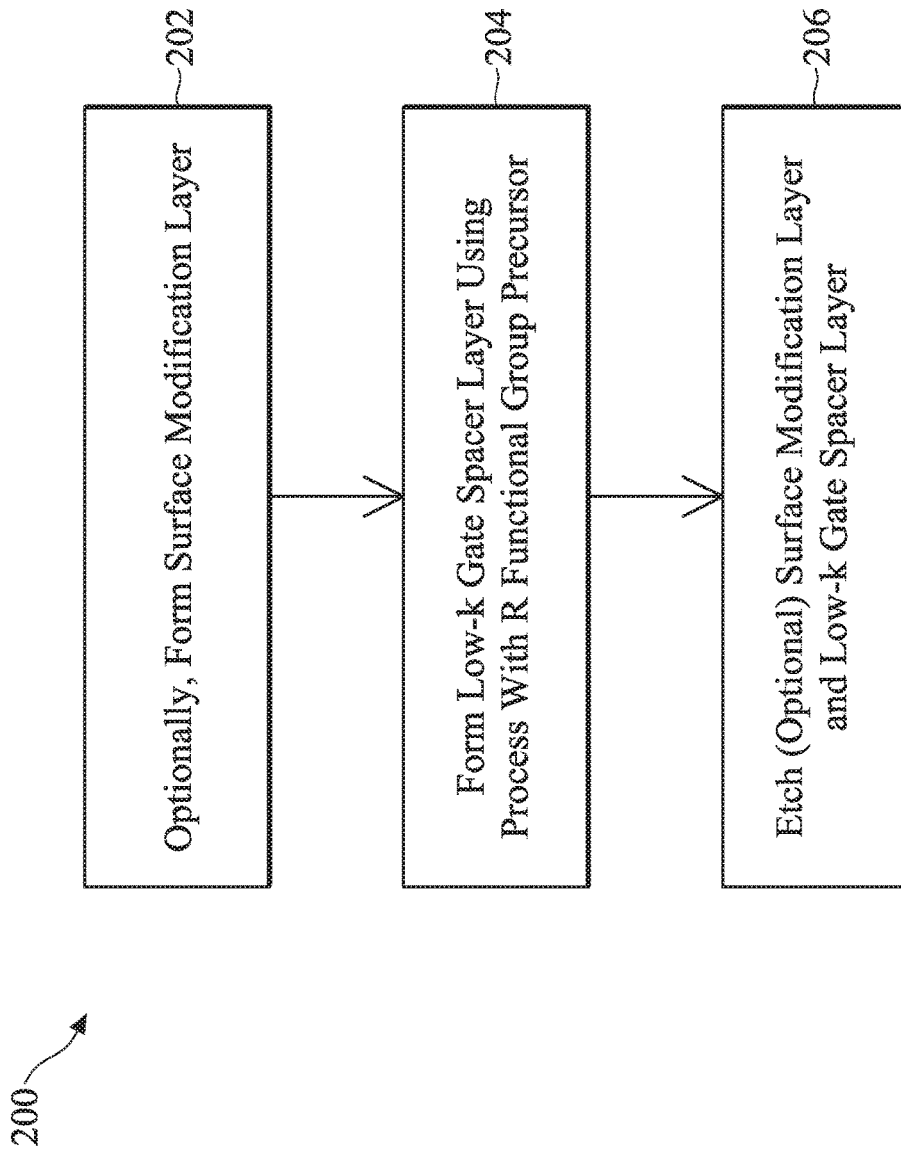 200
Optionally, Form Surface Modification Layer
202
Form Low-k Gate Spacer Layer Using
Process With R Functional Group Precursor
204
Etch (Optional) Surface Modification Layer
and Low-k Gate Spacer Layer
206